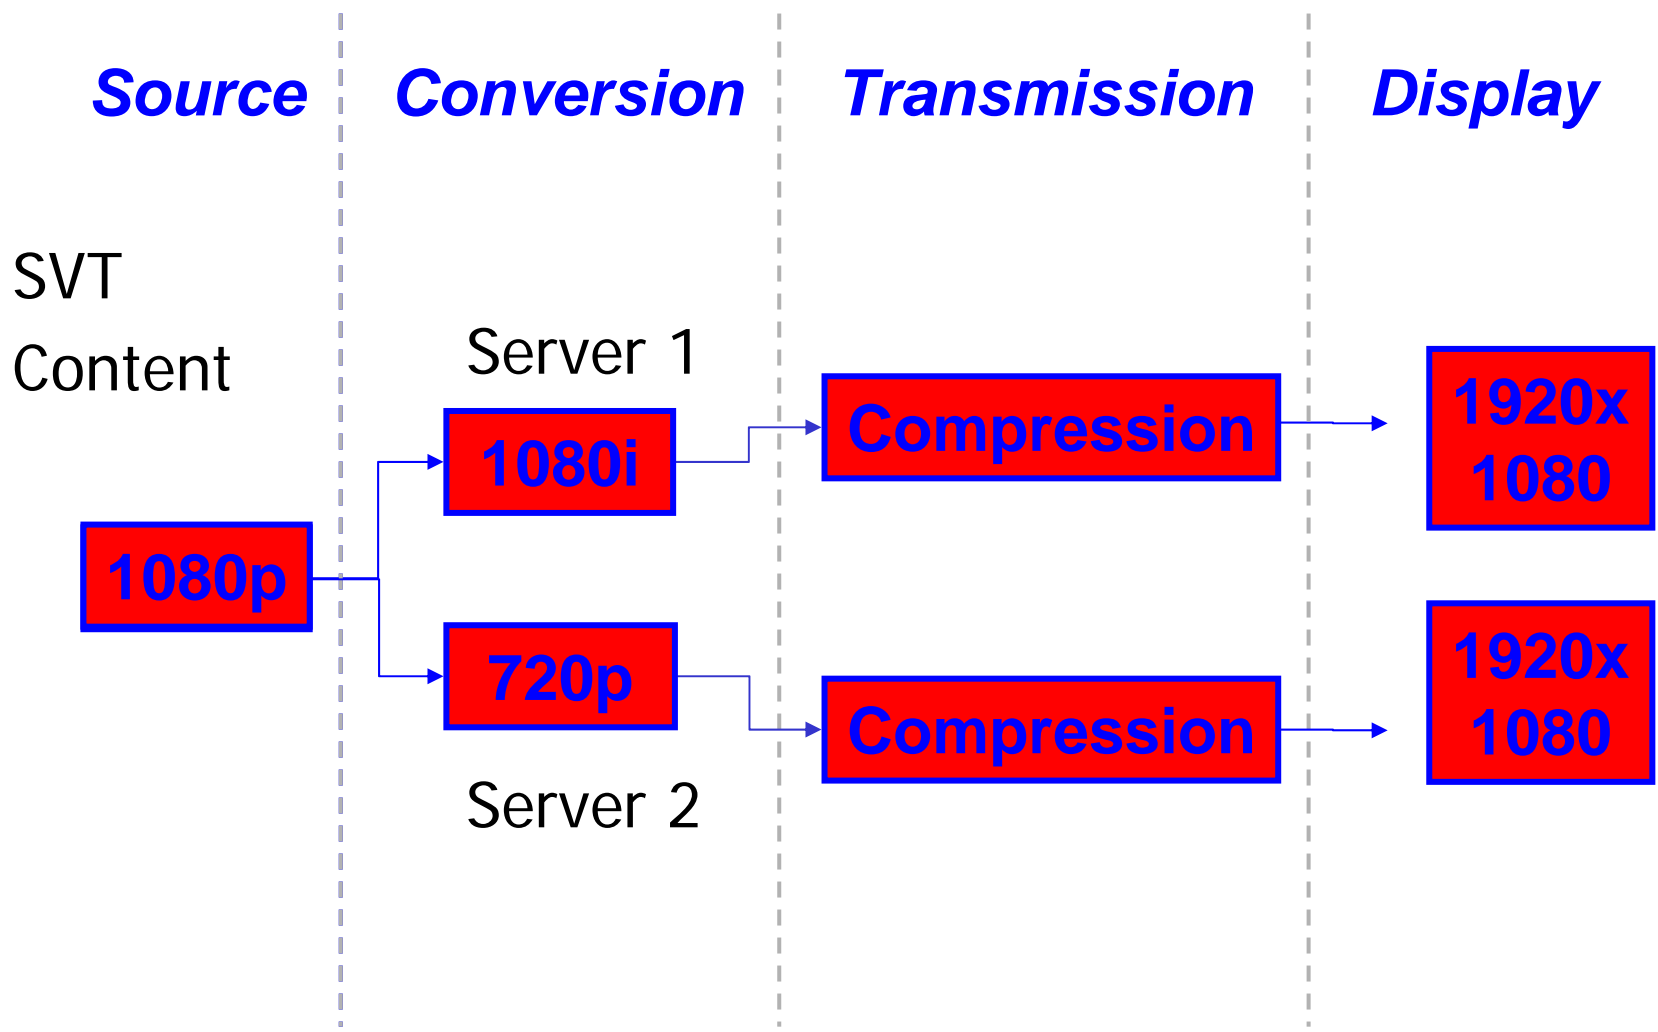 Source Conversion Transmission Display
SVT
Content
Server 1
1080i
1080p
720p
Server 2
Compression
Compression
1920x
1080
1920x
1080